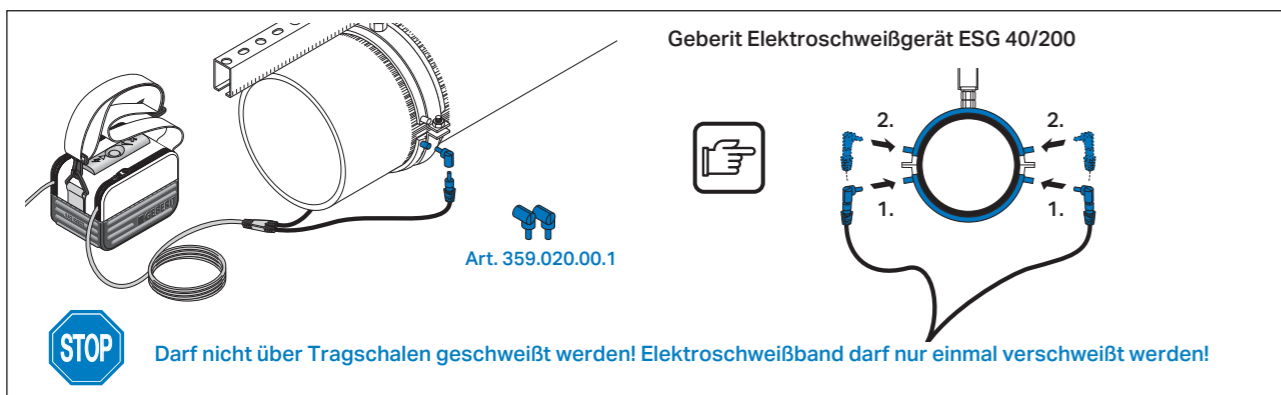 Geberit Elektroschweißgerät ESG 40/200
2.
2.
1.
1.
GEBERIT
Art. 359.020.00.1
STOP
Darf nicht über Tragschalen geschweißt werden! Elektroschweißband darf nur einmal verschweißt werden!